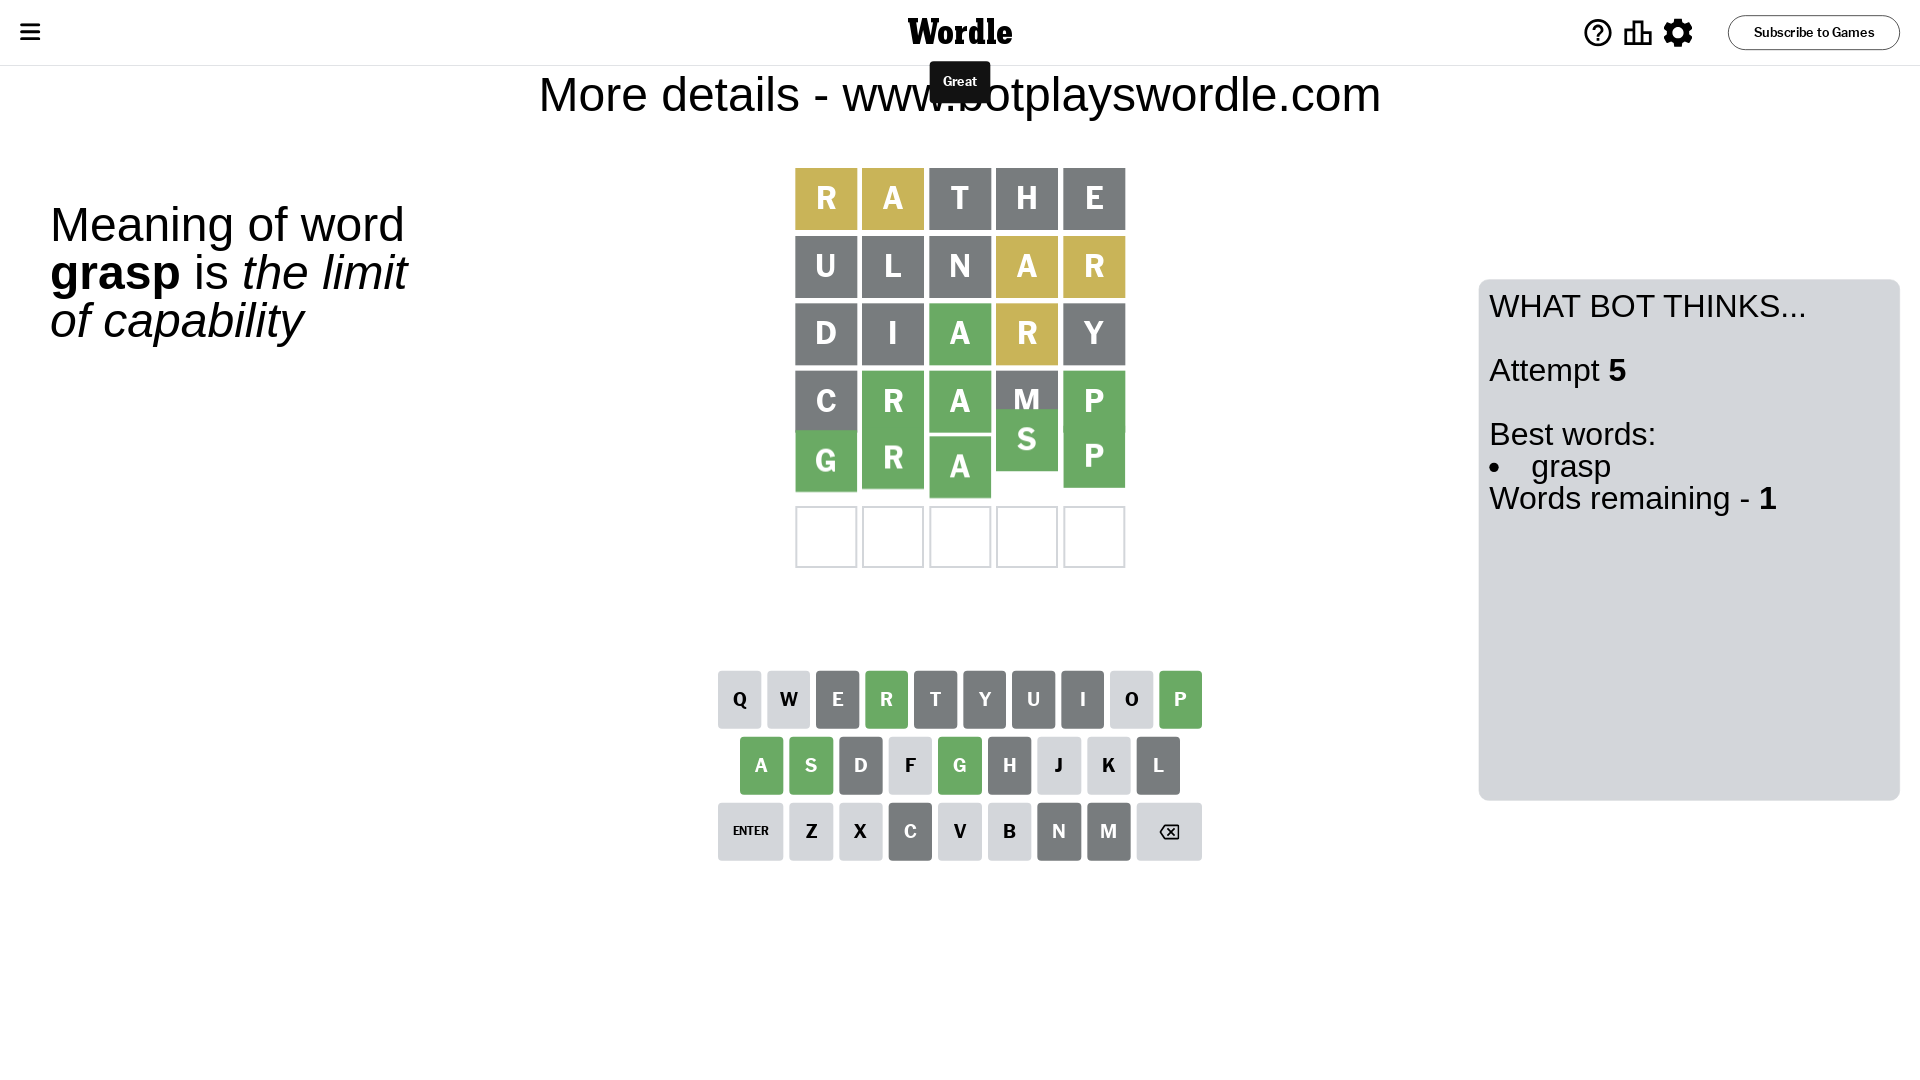 Wordle
Subscribe to Games
Great
More details - www.botplayswordle.com
Meaning of word
grasp is the limit
of capability
R A T H E
U L N A R
D I A R Y
C R A M P
G R A S P
WHAT BOT THINKS...
Attempt 5
Best words:
• grasp
Words remaining - 1
Q W E R T Y U I O P
A S D F G H J K L
ENTER Z X C V B N M